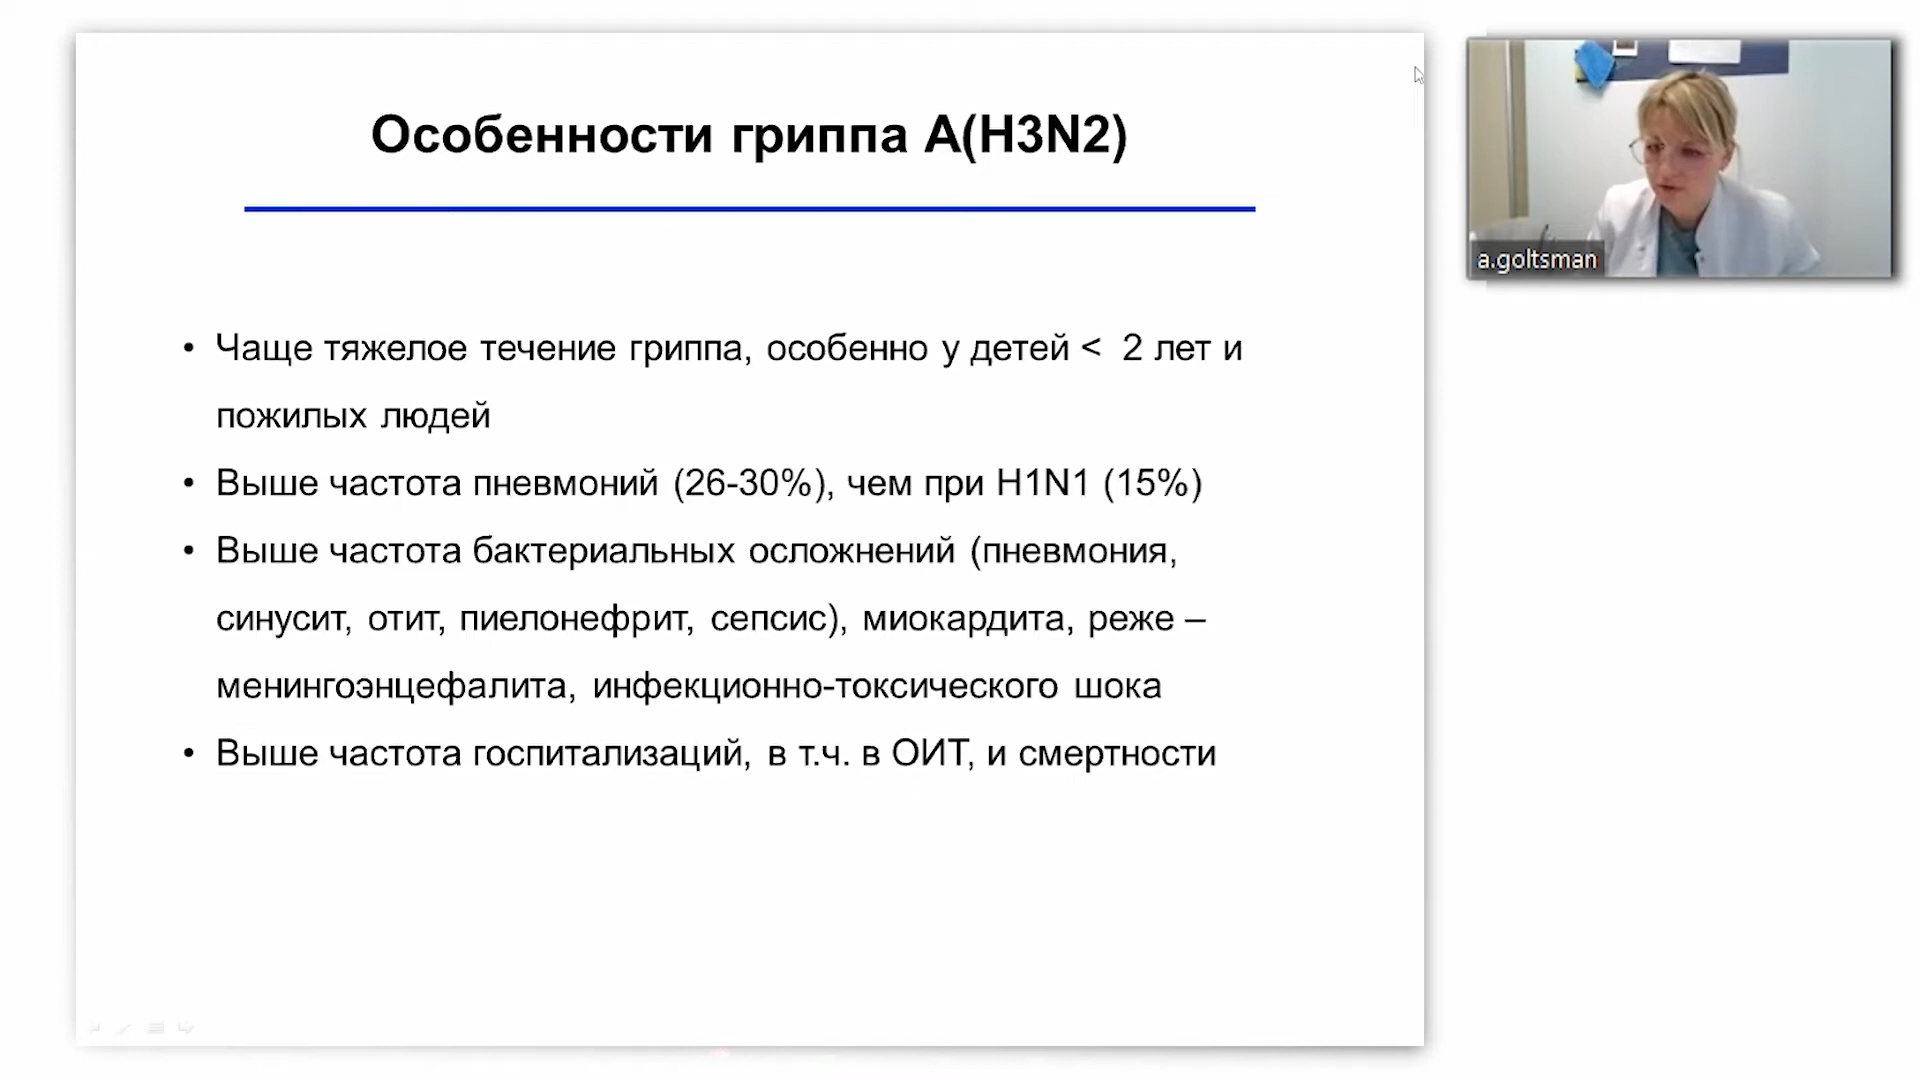 Особенности гриппа A(H3N2)
• Чаще тяжелое течение гриппа, особенно у детей < 2 лет и
пожилых людей
• Выше частота пневмоний (26-30%), чем при H1N1 (15%)
• Выше частота бактериальных осложнений (пневмония,
синусит, отит, пиелонефрит, сепсис), миокардита, реже –
менингоэнцефалита, инфекционно-токсического шока
• Выше частота госпитализаций, в т.ч. в ОИТ, и смертности
a.goltsman